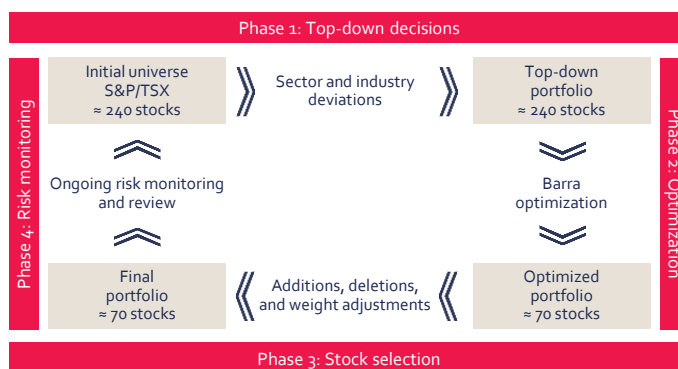 Phase 1: Top-down decisions
Initial universe
S&P/TSX
≈ 240 stocks
Sector and industry
deviations
Top-down
portfolio
≈ 240 stocks
Phase 2: Optimization
Barra
optimization
Optimized
portfolio
≈ 70 stocks
Additions, deletions,
and weight adjustments
Final
portfolio
≈ 70 stocks
Phase 3: Stock selection
Phase 4: Risk monitoring
Ongoing risk monitoring
and review